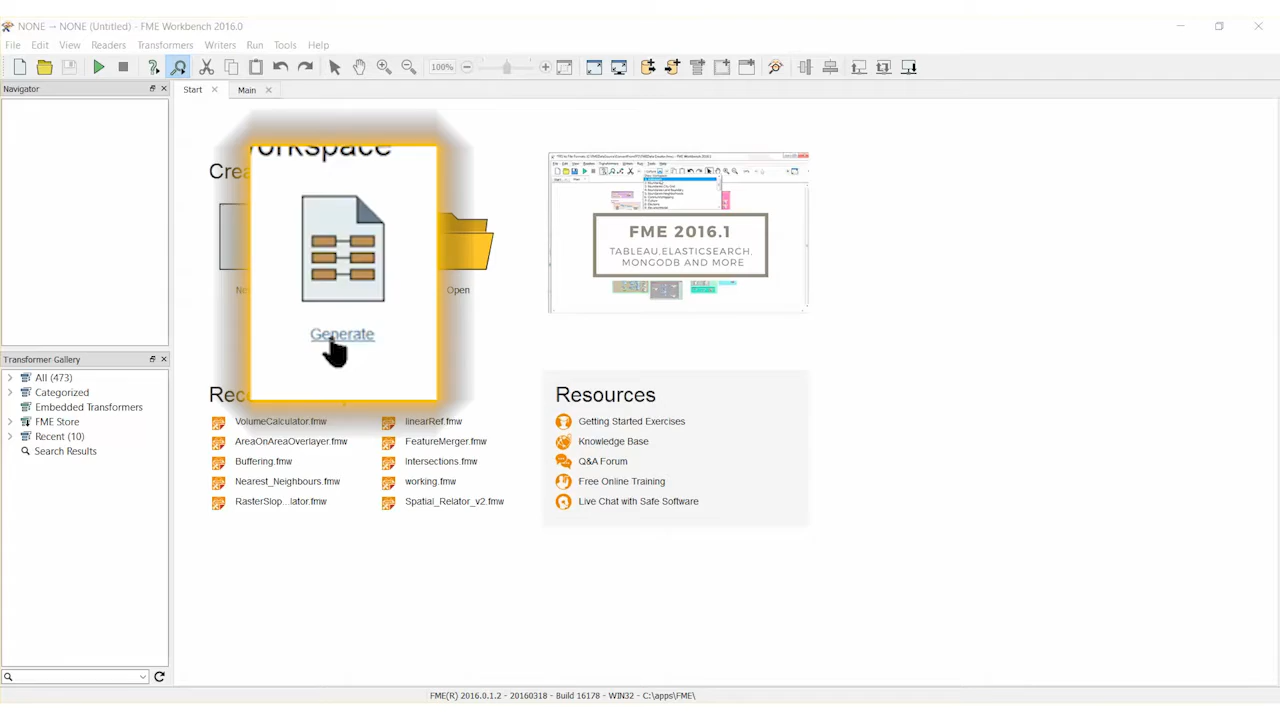 NONE → NONE (Untitled) - FME Workbench 2016.0
File Edit View Readers Transformers Writers Run Tools Help
100%
Navigator
Start
Main
orkspace
Crea
Generate
Ne
Open
FME 2016.1
TABLEAU, ELASTICSEARCH,
MONGODB AND MORE
Transformer Gallery
All (473)
Categorized
Embedded Transformers
FME Store
Recent (10)
Search Results
Rec
VolumeCalculator.fmw
AreaOnAreaOverlayer.fmw
Buffering.fmw
Nearest_Neighbours.fmw
RasterSlop...lator.fmw
linearRef.fmw
FeatureMerger.fmw
Intersections.fmw
working.fmw
Spatial_Relator_v2.fmw
Resources
Getting Started Exercises
Knowledge Base
Q&A Forum
Free Online Training
Live Chat with Safe Software
FME(R) 2016.0.1.2 - 20160318 - Build 16178 - WIN32 - C:\apps\FME\